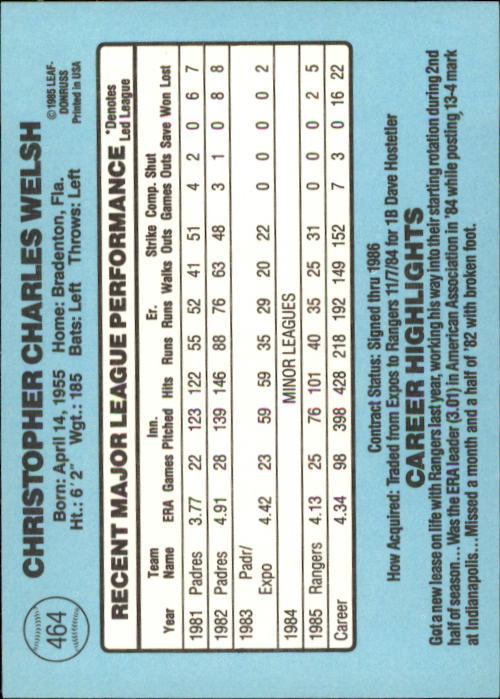 464
CHRISTOPHER CHARLES WELSH
©1985 LEAF-
DONRUSS
Printed in USA
Born: April 14, 1955 Home: Bradenton, Fla.
Ht.: 6'2" Wgt.: 185 Bats: Left Throws: Left
RECENT MAJOR LEAGUE PERFORMANCE
*Denotes
Led League
Team Inn. Er. Strike Comp. Shut
Year Name ERA Games Pitched Hits Runs Runs Walks Outs Games Outs Save Won Lost
1981 Padres 3.77 22 123 122 55 52 41 51 4 2 0 6 7
1982 Padres 4.91 28 139 146 88 76 63 48 3 1 0 8 8
1983 Padr/
Expo 4.42 23 59 59 35 29 20 22 0 0 0 0 2
1984 MINOR LEAGUES
1985 Rangers 4.13 25 76 101 40 35 25 31 0 0 0 2 5
Career 4.34 98 398 428 218 192 149 152 7 3 0 16 22
Contract Status: Signed thru 1986
How Acquired: Traded from Expos to Rangers 11/7/84 for 1B Dave Hostetler
CAREER HIGHLIGHTS
Got a new lease on life with Rangers last year, working his way into their starting rotation during 2nd
half of season... Was the ERA leader (3.01) in American Association in '84 while posting 13-4 mark
at Indianapolis... Missed a month and a half of '82 with broken foot.